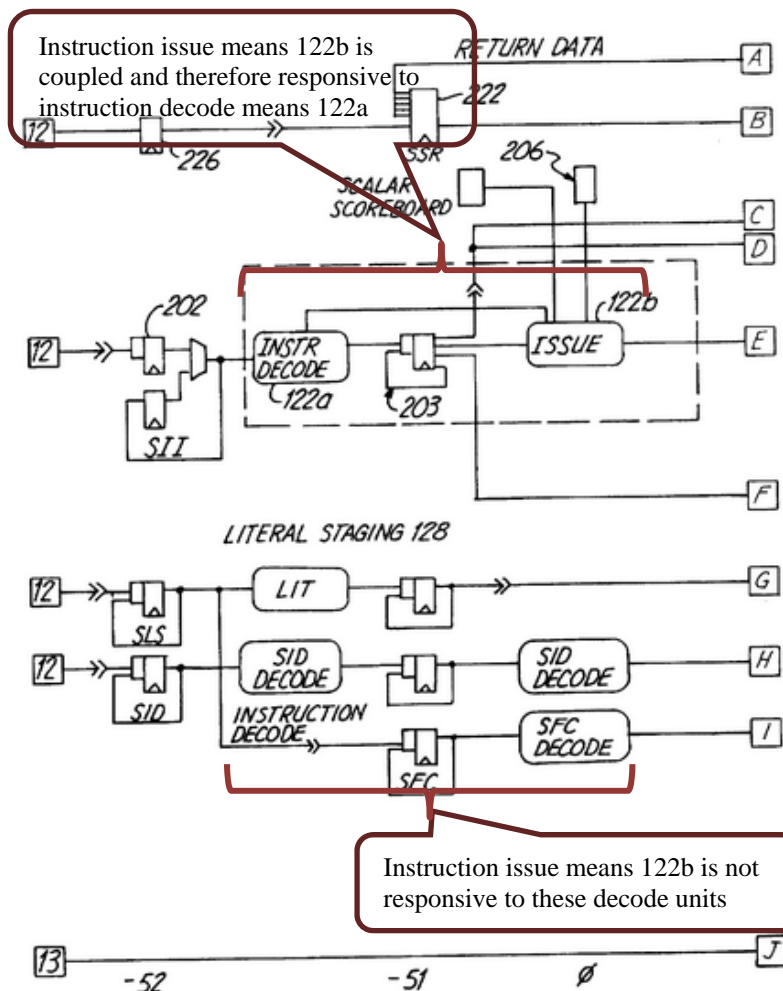 Instruction issue means 122b is
coupled and therefore responsive to
instruction decode means 122a
RETURN DATA
A
222
12
B
226
SSR
206
SCALAR
SCOREBOARD
C
D
202
122b
12
INSTR
DECODE
ISSUE
E
122a
203
SII
F
LITERAL STAGING 128
12
LIT
G
SLS
12
SID
DECODE
SID
DECODE
H
SID
INSTRUCTION
DECODE
SFC
DECODE
I
SFC
Instruction issue means 122b is not
responsive to these decode units
13
J
-52
-51
ø